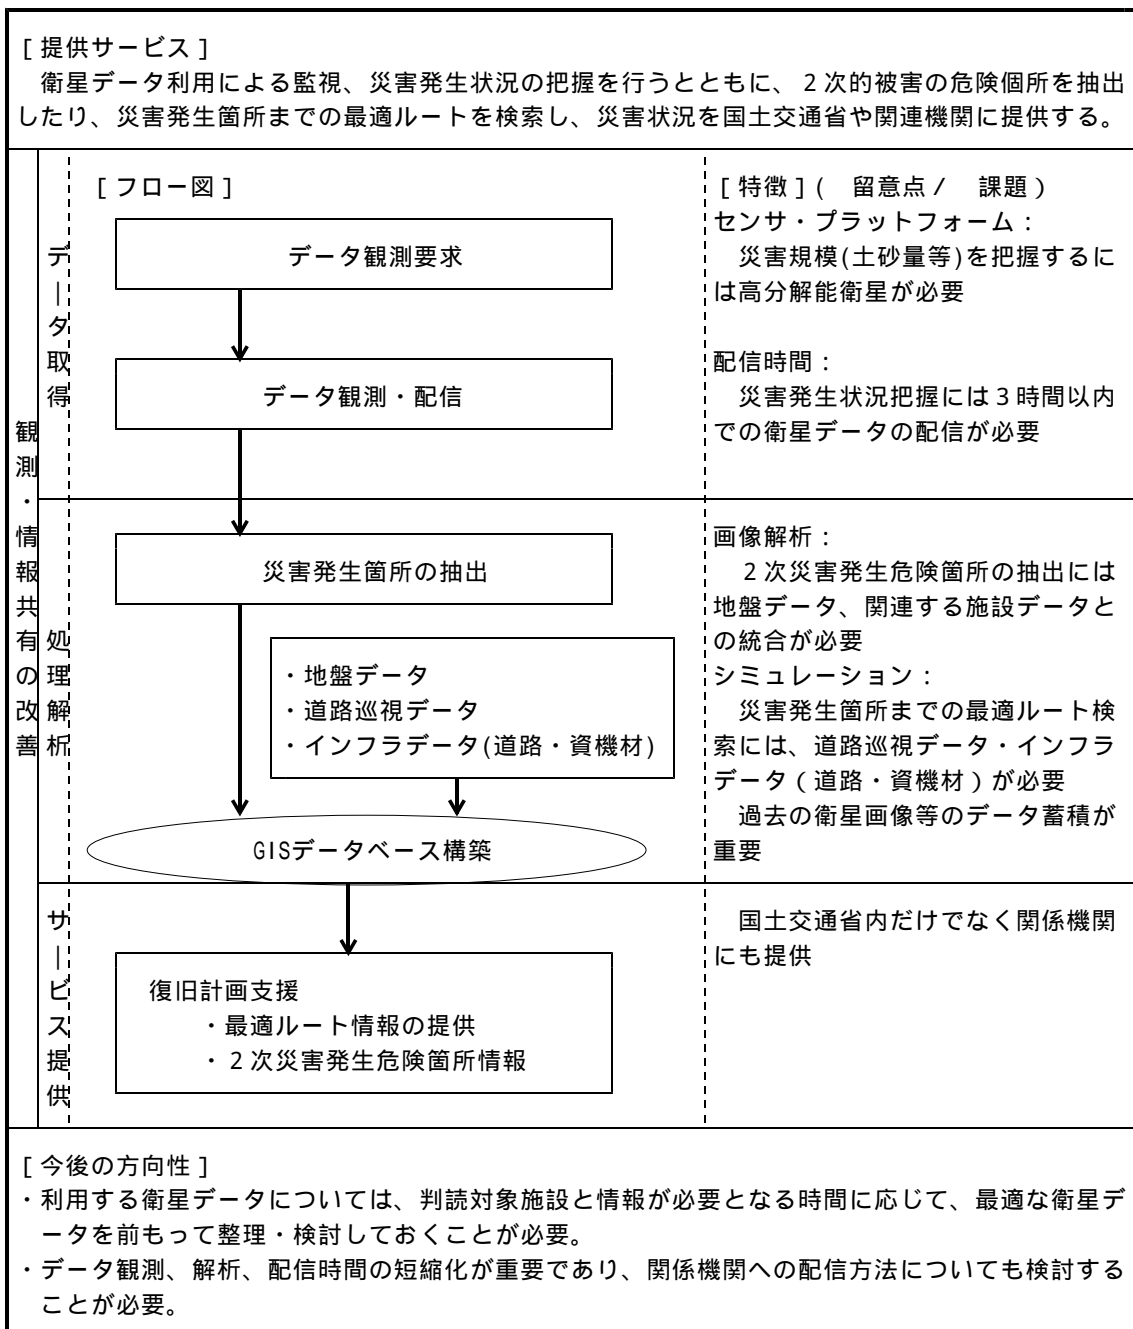 [提供サービス]
衛星データ利用による監視、災害発生状況の把握を行うとともに、2次的被害の危険個所を抽出
したり、災害発生箇所までの最適ルートを検索し、災害状況を国土交通省や関連機関に提供する。
観測・情報共有の改善
データ取得
[フロー図]
データ観測要求
データ観測・配信
[特徴](　留意点/　課題)
センサ・プラットフォーム:
災害規模(土砂量等)を把握するに
は高分解能衛星が必要
配信時間:
災害発生状況把握には3時間以内
での衛星データの配信が必要
処理解析
災害発生箇所の抽出
・地盤データ
・道路巡視データ
・インフラデータ(道路・資機材)
GISデータベース構築
画像解析:
2次災害発生危険箇所の抽出には
地盤データ、関連する施設データと
の統合が必要
シミュレーション:
災害発生箇所までの最適ルート検
索には、道路巡視データ・インフラ
データ(道路・資機材)が必要
過去の衛星画像等のデータ蓄積が
重要
サービス提供
復旧計画支援
・最適ルート情報の提供
・2次災害発生危険箇所情報
国土交通省内だけでなく関係機関
にも提供
[今後の方向性]
・利用する衛星データについては、判読対象施設と情報が必要となる時間に応じて、最適な衛星デ
ータを前もって整理・検討しておくことが必要。
・データ観測、解析、配信時間の短縮化が重要であり、関係機関への配信方法についても検討する
ことが必要。